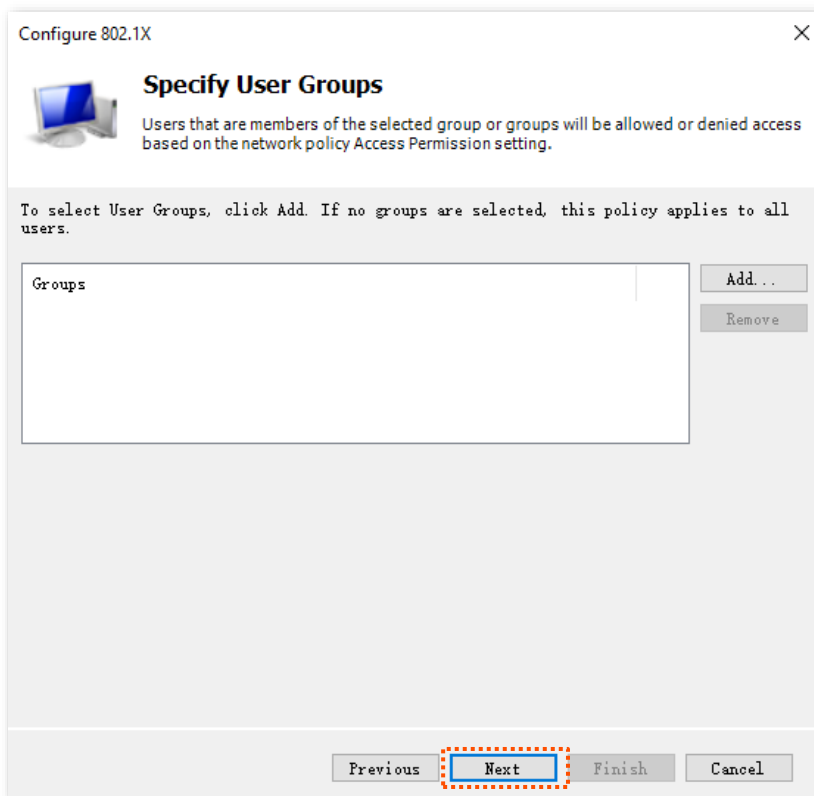 Configure 802.1X
Specify User Groups
Users that are members of the selected group or groups will be allowed or denied access
based on the network policy Access Permission setting.
To select User Groups, click Add. If no groups are selected, this policy applies to all
users.
Groups
Add...
Remove
Previous
Next
Finish
Cancel